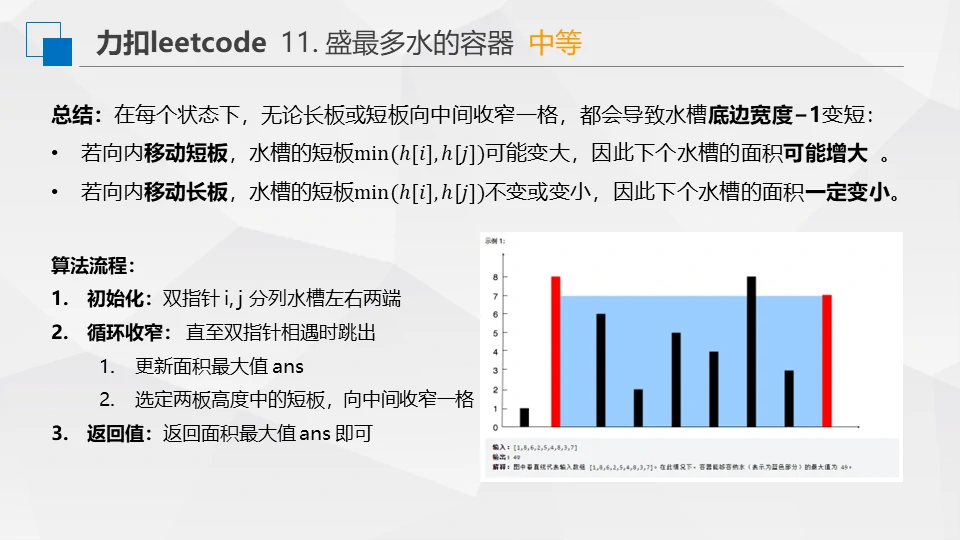 力扣leetcode 11. 盛最多水的容器 中等
总结：在每个状态下，无论长板或短板向中间收窄一格，都会导致水槽底边宽度−1变短：
• 若向内移动短板，水槽的短板min(h[i], h[j])可能变大，因此下个水槽的面积可能增大 。
• 若向内移动长板，水槽的短板min(h[i], h[j])不变或变小，因此下个水槽的面积一定变小。
算法流程：
1. 初始化：双指针 i, j 分列水槽左右两端
2. 循环收窄： 直至双指针相遇时跳出
1. 更新面积最大值 ans
2. 选定两板高度中的短板，向中间收窄一格
3. 返回值：返回面积最大值 ans 即可
示例 1：
8
7
6
5
4
3
2
1
0
输入：[1,8,6,2,5,4,8,3,7]
输出：49
解释：图中垂直线代表输入数组 [1,8,6,2,5,4,8,3,7]。在此情况下，容器能够容纳水（表示为蓝色部分）的最大值为 49。